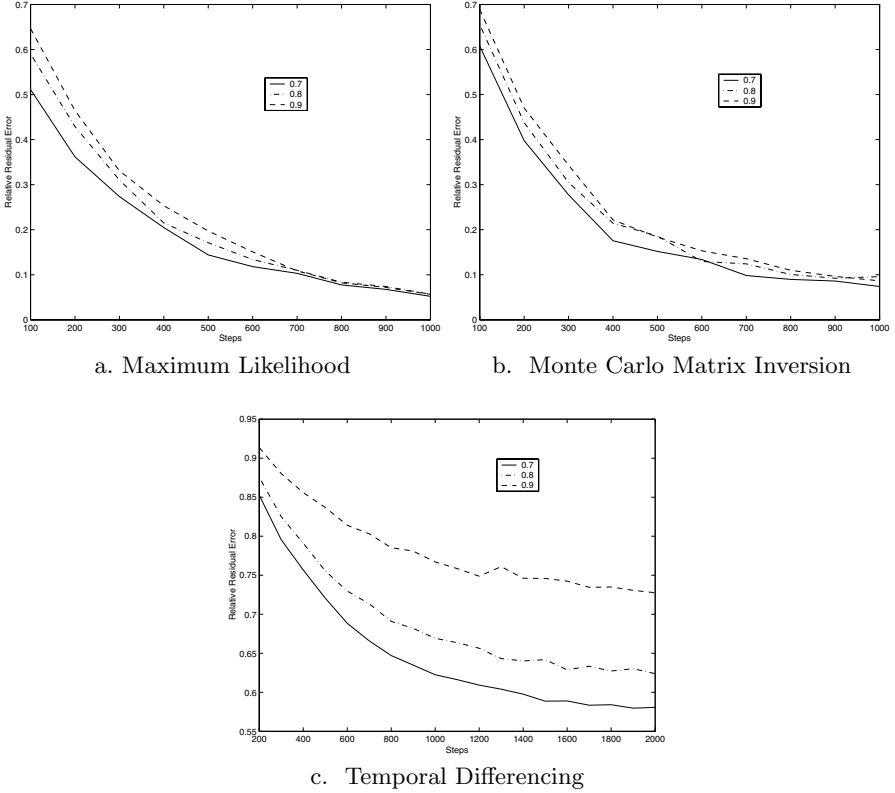 0.7
0.6
0.5
0.4
0.3
0.2
0.1
0
Relative Residual Error
0.7
0.8
0.9
100 200 300 400 500 600 700 800 900 1000
Steps
a. Maximum Likelihood
0.7
0.6
0.5
0.4
0.3
0.2
0.1
0
Relative Residual Error
0.7
0.8
0.9
100 200 300 400 500 600 700 800 900 1000
Steps
b. Monte Carlo Matrix Inversion
0.95
0.9
0.85
0.8
0.75
0.7
0.65
0.6
0.55
Relative Residual Error
0.7
0.8
0.9
200 400 600 800 1000 1200 1400 1600 1800 2000
Steps
c. Temporal Differencing